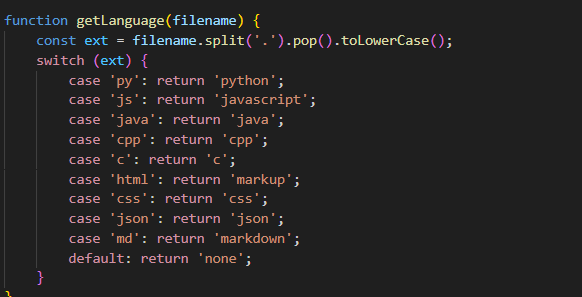 function getLanguage(filename) {
    const ext = filename.split('.').pop().toLowerCase();
    switch (ext) {
        case 'py': return 'python';
        case 'js': return 'javascript';
        case 'java': return 'java';
        case 'cpp': return 'cpp';
        case 'c': return 'c';
        case 'html': return 'markup';
        case 'css': return 'css';
        case 'json': return 'json';
        case 'md': return 'markdown';
        default: return 'none';
    }
}